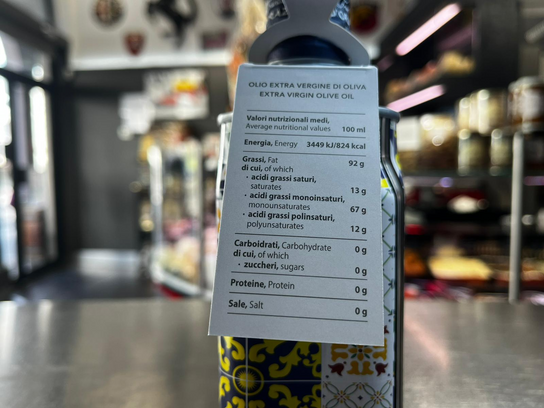 OLIO EXTRA VERGINE DI OLIVA
EXTRA VIRGIN OLIVE OIL
Valori nutrizionali medi,
Average nutritional values 100 ml
Energia, Energy 3449 kJ/824 kcal
Grassi, Fat 92 g
di cui, of which
· acidi grassi saturi,
saturates 13 g
· acidi grassi monoinsaturi,
monounsaturates 67 g
· acidi grassi polinsaturi,
polyunsaturates 12 g
Carboidrati, Carbohydrate 0 g
di cui, of which
· zuccheri, sugars 0 g
Proteine, Protein 0 g
Sale, Salt 0 g